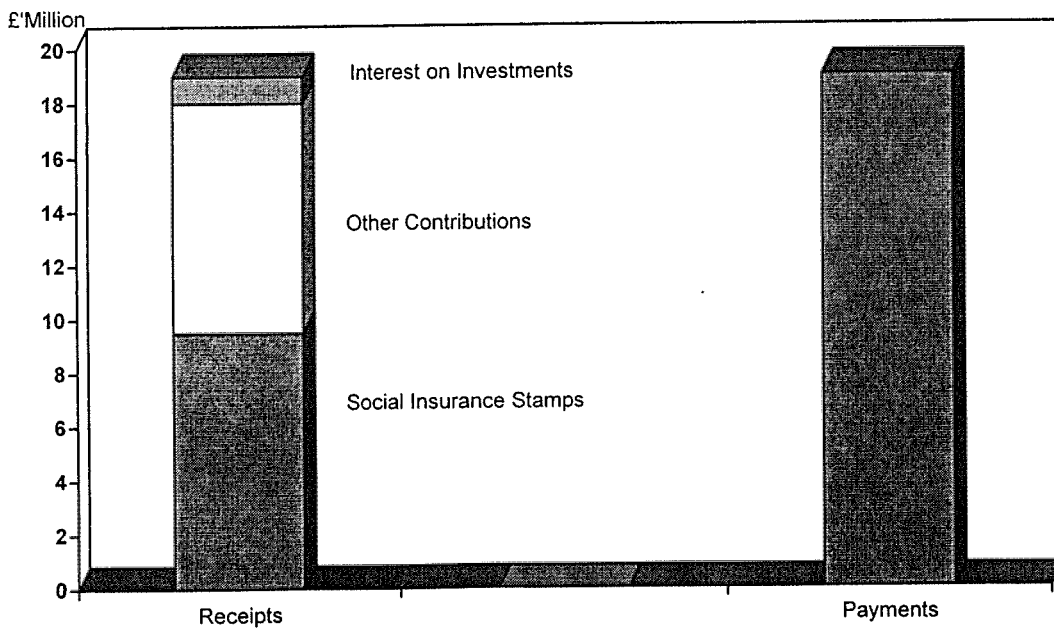 £'Million
20
18
16
14
12
10
8
6
4
2
0
Interest on Investments
Other Contributions
Social Insurance Stamps
Receipts
Payments